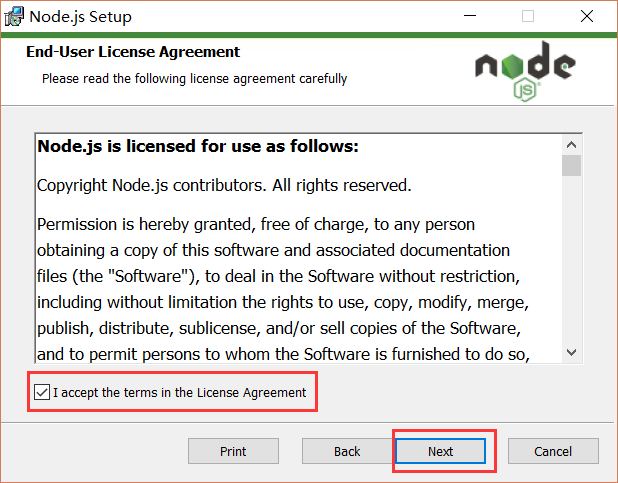 Node.js Setup
End-User License Agreement
Please read the following license agreement carefully
node
JS
Node.js is licensed for use as follows:
Copyright Node.js contributors. All rights reserved.
Permission is hereby granted, free of charge, to any person
obtaining a copy of this software and associated documentation
files (the "Software"), to deal in the Software without restriction,
including without limitation the rights to use, copy, modify, merge,
publish, distribute, sublicense, and/or sell copies of the Software,
and to permit persons to whom the Software is furnished to do so,
I accept the terms in the License Agreement
Print
Back
Next
Cancel